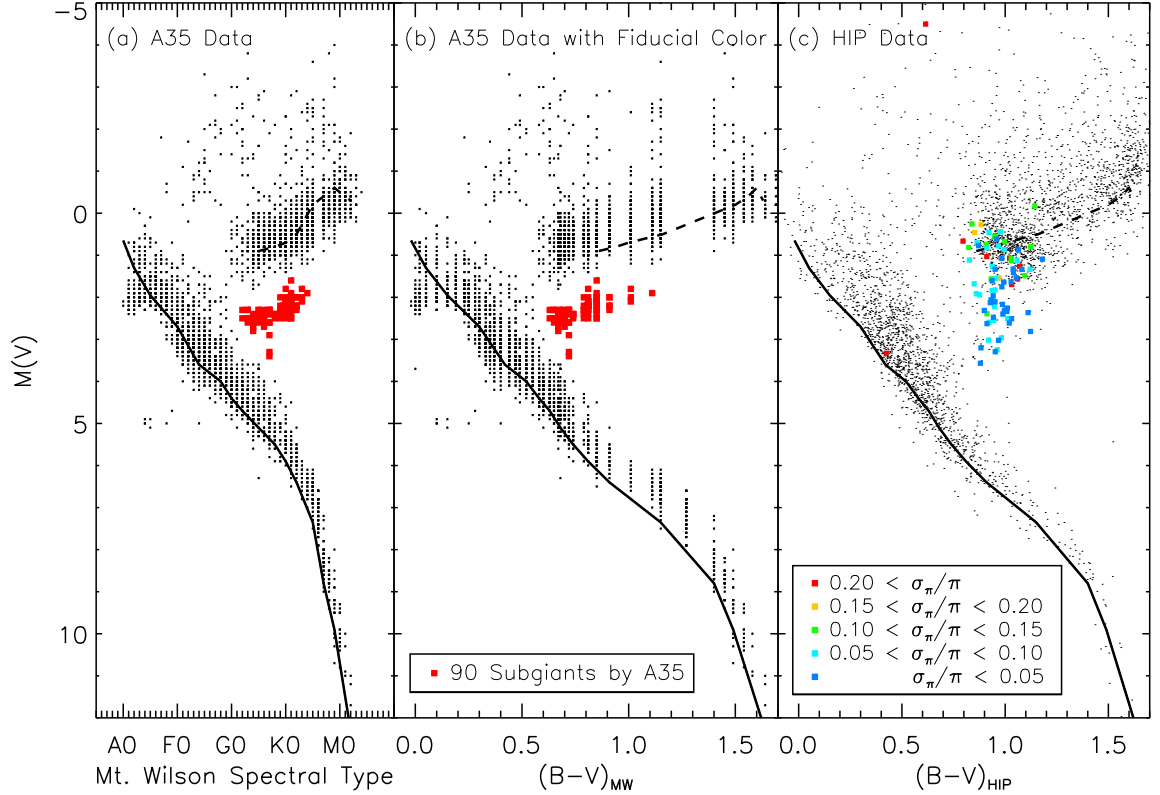 −5
0
5
10
M(V)
(a) A35 Data
(b) A35 Data with Fiducial Color
(c) HIP Data
90 Subgiants by A35
0.20 < σπ/π
0.15 < σπ/π < 0.20
0.10 < σπ/π < 0.15
0.05 < σπ/π < 0.10
σπ/π < 0.05
A0 F0 G0 K0 M0
0.0 0.5 1.0 1.5
0.0 0.5 1.0 1.5
Mt. Wilson Spectral Type
(B−V)MW
(B−V)HIP